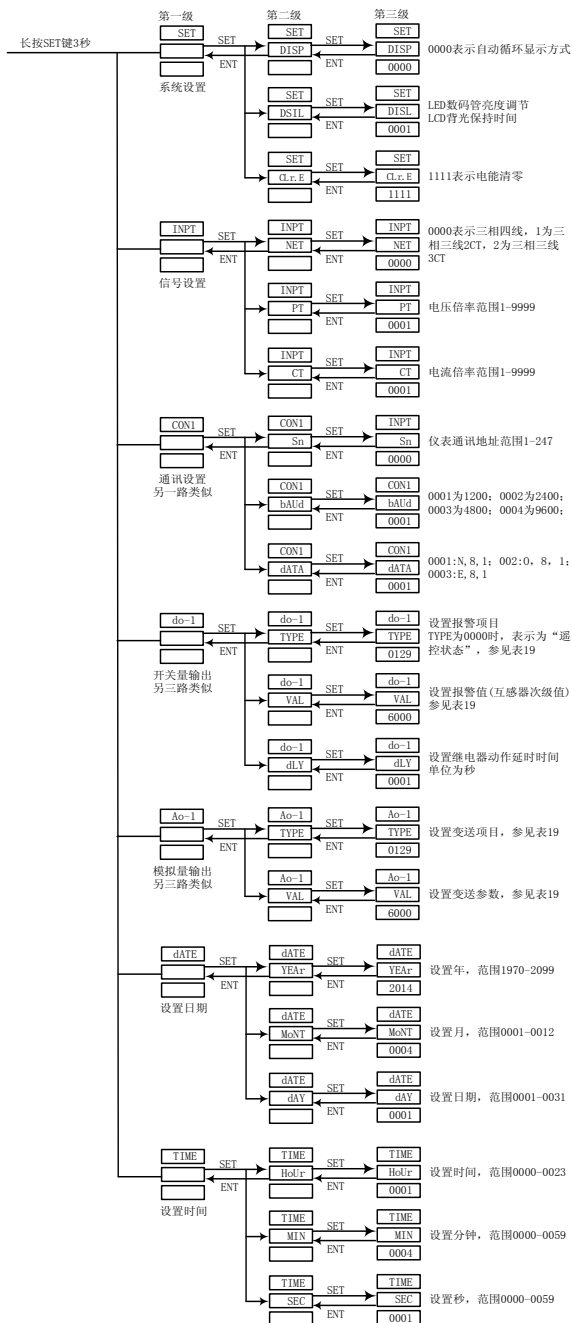 第一级 第二级 第三级
长按SET键3秒
SET SET SET
SET SET
DISP DISP 0000表示自动循环显示方式
ENT ENT
0000
系统设置
SET SET
SET
DSIL DISL LED数码管亮度调节
LCD背光保持时间
ENT
0001
SET SET
SET
CLr.E CLr.E 1111表示电能清零
ENT
1111
INPT INPT INPT
SET SET
NET NET 0000表示三相四线，1为三
相三线2CT，2为三相三线
3CT
ENT ENT
0000
信号设置
INPT INPT
SET
PT PT 电压倍率范围1-9999
ENT
0001
INPT INPT
SET
CT CT 电流倍率范围1-9999
ENT
0001
CON1 CON1 INPT
SET SET
Sn Sn 仪表通讯地址范围1-247
ENT ENT
0000
通讯设置
另一路类似
CON1 CON1
SET
bAUd bAUd 0001为1200；0002为2400；
0003为4800；0004为9600；
ENT
0001
CON1 CON1
SET
dATA dATA 0001:N,8,1；002:O，8，1；
0003:E,8,1
ENT
0001
do-1 do-1 do-1
SET SET
TYPE TYPE 设置报警项目
TYPE为0000时，表示为“遥
控状态”，参见表19
ENT ENT
0129
开关量输出
另三路类似
do-1 do-1
SET
VAL VAL 设置报警值(互感器次级值)
参见表19
ENT
6000
do-1 do-1
SET
dLY dLY 设置继电器动作延时时间
单位为秒
ENT
0001
Ao-1 Ao-1 Ao-1
SET SET
TYPE TYPE 设置变送项目，参见表19
ENT ENT
0129
模拟量输出
另三路类似
Ao-1 Ao-1
SET
VAL VAL 设置变送参数，参见表19
ENT
6000
dATE dATE dATE
SET SET
YEAr YEAr 设置年，范围1970-2099
ENT ENT
2014
设置日期
dATE dATE
SET
MoNT MoNT 设置月，范围0001-0012
ENT
0004
dATE dATE
SET
dAY dAY 设置日期，范围0001-0031
ENT
0001
TIME TIME TIME
SET SET
HoUr HoUr 设置时间，范围0000-0023
ENT ENT
0001
设置时间
TIME TIME
SET
MIN MIN 设置分钟，范围0000-0059
ENT
0004
TIME TIME
SET
SEC SEC 设置秒，范围0000-0059
ENT
0001